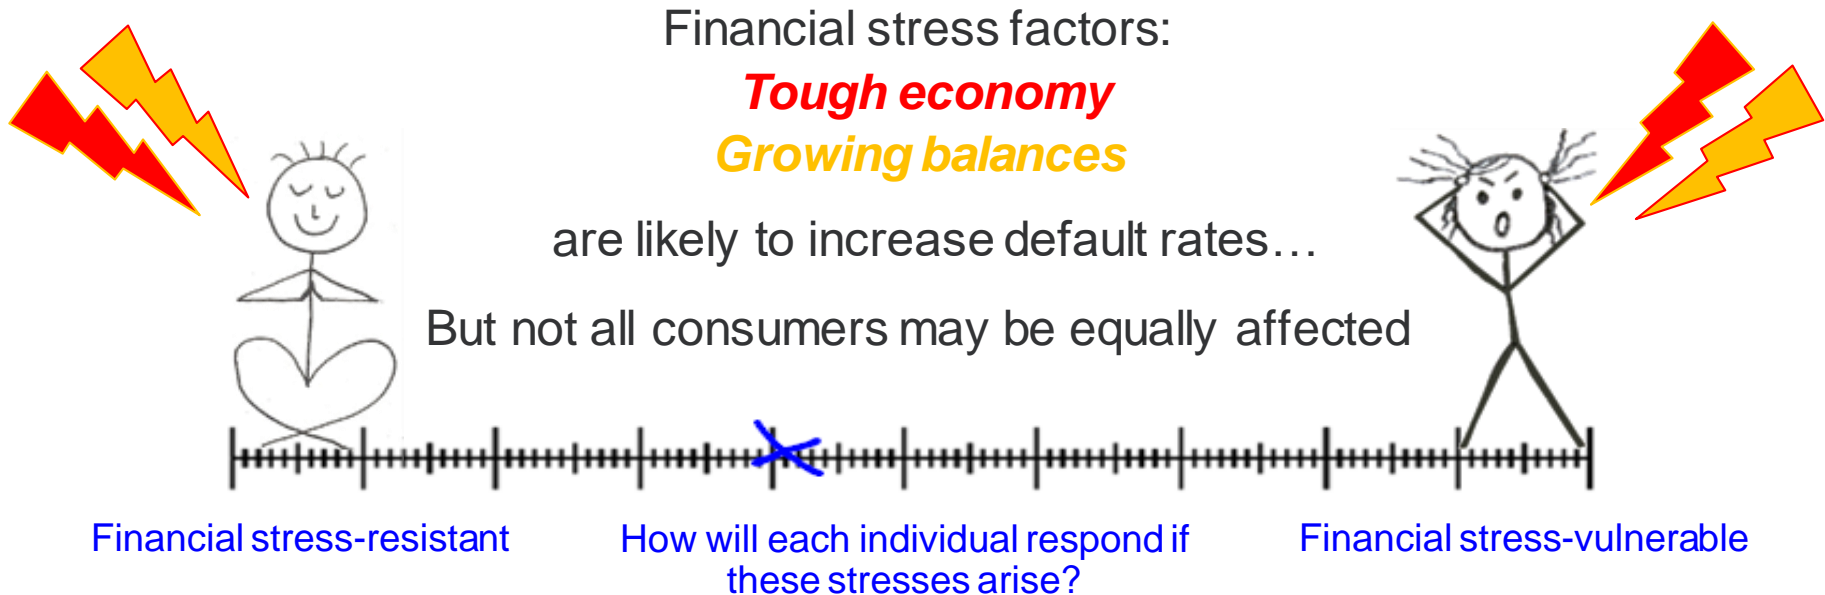 Financial stress factors:
Tough economy
Growing balances
are likely to increase default rates…
But not all consumers may be equally affected
Financial stress-resistant
How will each individual respond if
these stresses arise?
Financial stress-vulnerable